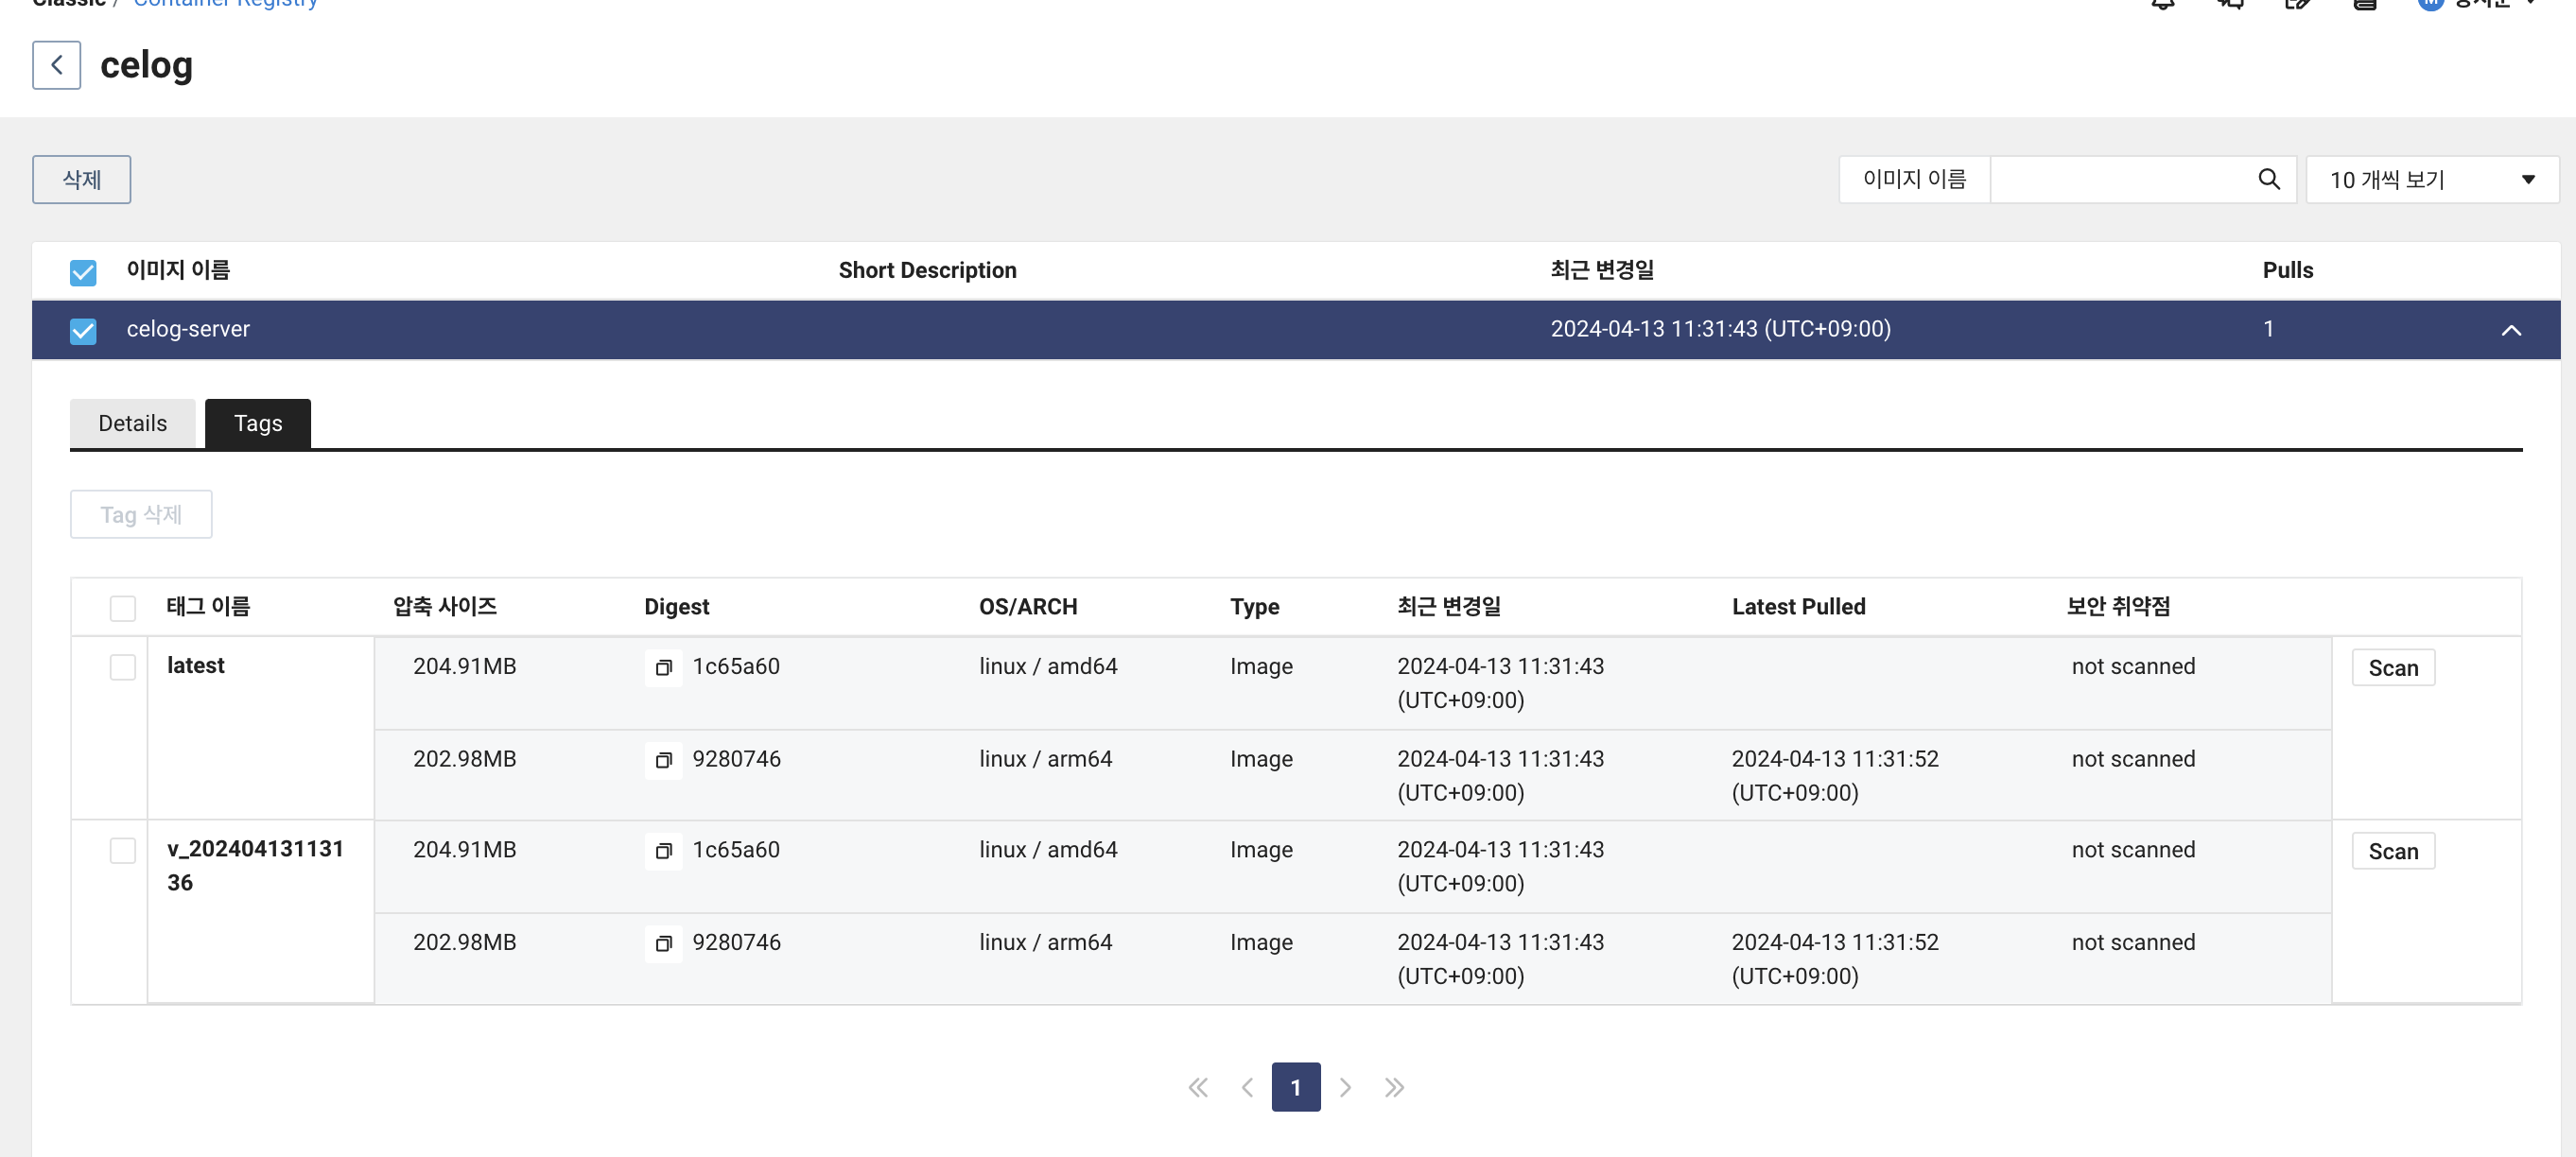 Classic / Container Registry
celog
삭제
이미지 이름
10 개씩 보기
이미지 이름 Short Description 최근 변경일 Pulls
celog-server 2024-04-13 11:31:43 (UTC+09:00) 1
Details Tags
Tag 삭제
태그 이름 압축 사이즈 Digest OS/ARCH Type 최근 변경일 Latest Pulled 보안 취약점
latest 204.91MB 1c65a60 linux / amd64 Image 2024-04-13 11:31:43 not scanned Scan
(UTC+09:00)
202.98MB 9280746 linux / arm64 Image 2024-04-13 11:31:43 2024-04-13 11:31:52 not scanned
(UTC+09:00) (UTC+09:00)
v_202404131131 204.91MB 1c65a60 linux / amd64 Image 2024-04-13 11:31:43 not scanned Scan
36 (UTC+09:00)
202.98MB 9280746 linux / arm64 Image 2024-04-13 11:31:43 2024-04-13 11:31:52 not scanned
(UTC+09:00) (UTC+09:00)
1